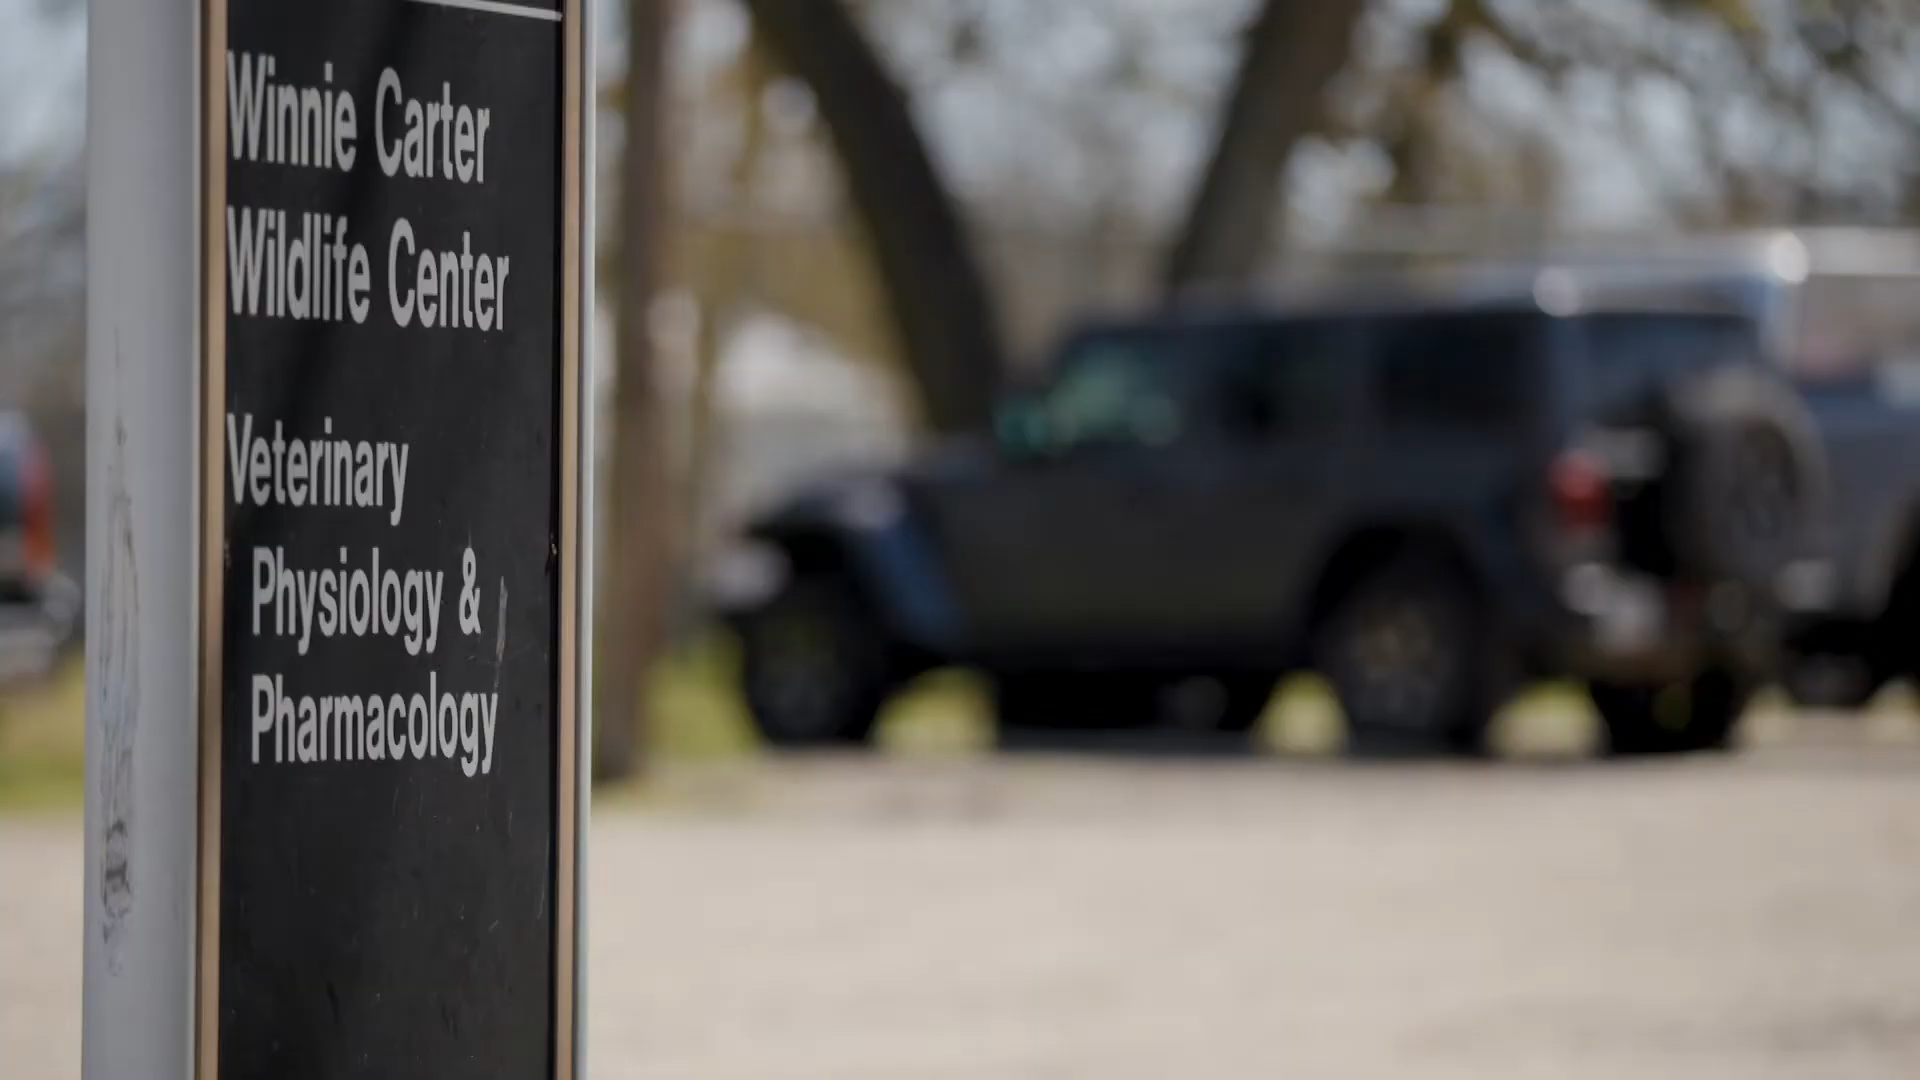 Winnie Carter
Wildlife Center
Veterinary
Physiology &
Pharmacology